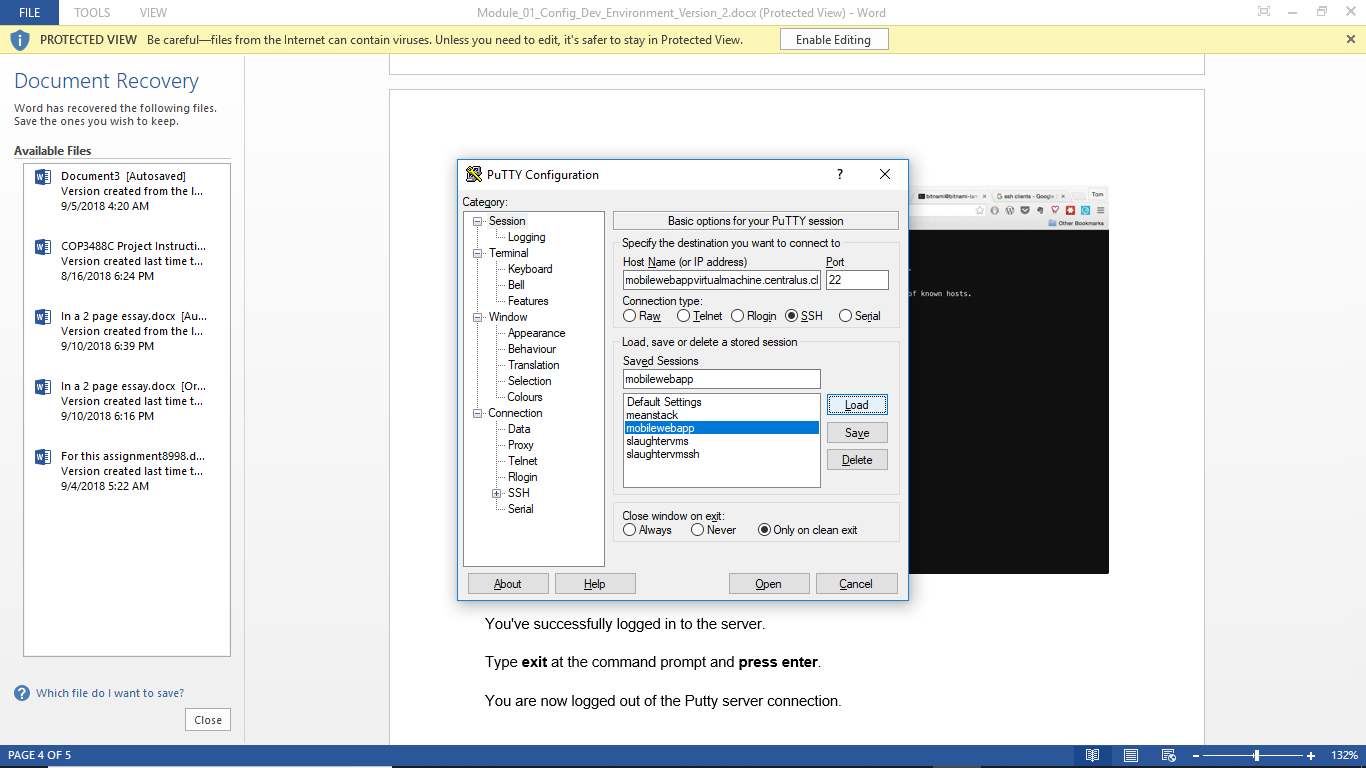 FILE TOOLS VIEW
Module_01_Config_Dev_Environment_Version_2.docx (Protected View) - Word
PROTECTED VIEW Be careful—files from the Internet can contain viruses. Unless you need to edit, it's safer to stay in Protected View.
Enable Editing
Document Recovery
Word has recovered the following files.
Save the ones you wish to keep.
Available Files
Document3 [Autosaved]
Version created from the l...
9/5/2018 4:20 AM
COP3488C Project Instructi...
Version created last time t...
8/16/2018 6:24 PM
In a 2 page essay.docx [Au...
Version created from the l...
9/10/2018 6:39 PM
In a 2 page essay.docx [Or...
Version created last time t...
9/10/2018 6:16 PM
For this assignment8998.d...
Version created last time t...
9/4/2018 5:22 AM
Which file do I want to save?
Close
PuTTY Configuration
?
Category:
Session
Logging
Terminal
Keyboard
Bell
Features
Window
Appearance
Behaviour
Translation
Selection
Colours
Connection
Data
Proxy
Telnet
Rlogin
SSH
Serial
Basic options for your PuTTY session
Specify the destination you want to connect to
Host Name (or IP address) Port
mobilewebappvirtualmachine.centralus.cl 22
Connection type:
Raw Telnet Rlogin SSH Serial
Load, save or delete a stored session
Saved Sessions
mobilewebapp
Default Settings
meanstack
mobilewebapp
slaughtervms
slaughtervmssh
Load
Save
Delete
Close window on exit:
Always Never Only on clean exit
About Help Open Cancel
bitnami@bitnami-lam
ssh clients - Google
Tom
Other Bookmarks
of known hosts.
You've successfully logged in to the server.
Type exit at the command prompt and press enter.
You are now logged out of the Putty server connection.
PAGE 4 OF 5
132%